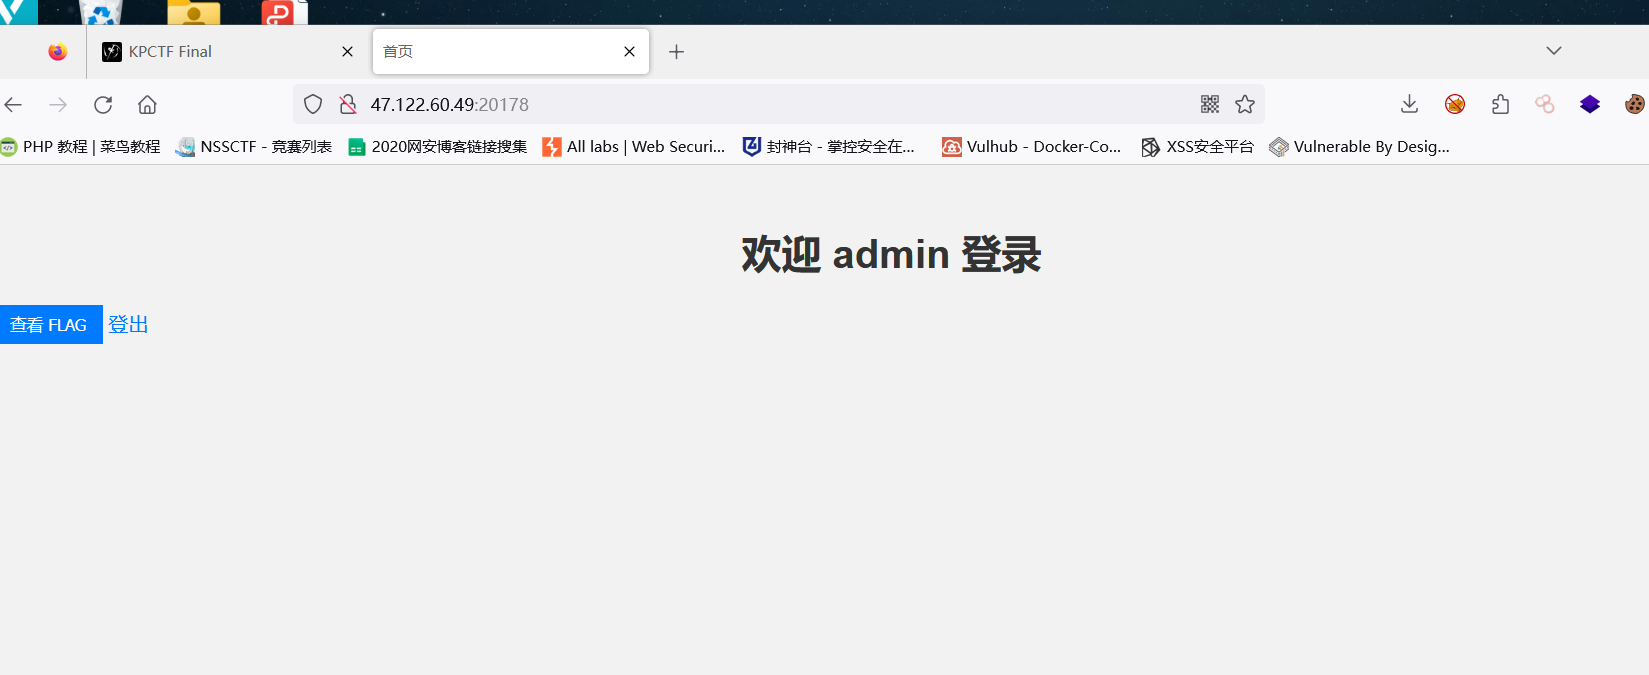 KPCTF Final
首页
47.122.60.49:20178
PHP 教程 | 菜鸟教程
NSSCTF - 竞赛列表
2020网安博客链接搜集
All labs | Web Securi...
封神台 - 掌控安全在...
Vulhub - Docker-Co...
XSS安全平台
Vulnerable By Desig...
欢迎 admin 登录
查看 FLAG 登出